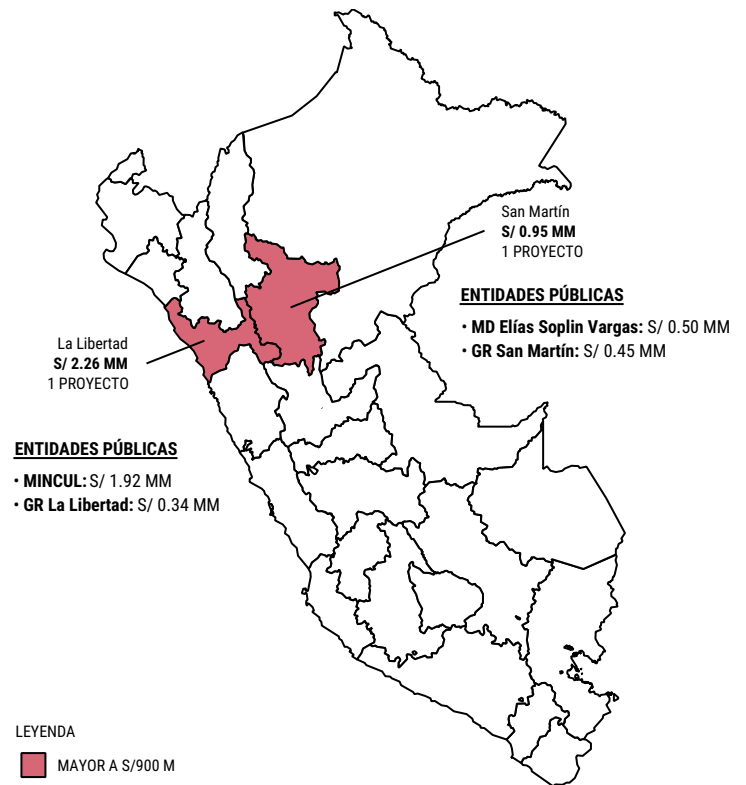 San Martín
S/ 0.95 MM
1 PROYECTO
ENTIDADES PÚBLICAS
• MD Elías Soplin Vargas: S/ 0.50 MM
• GR San Martín: S/ 0.45 MM
La Libertad
S/ 2.26 MM
1 PROYECTO
ENTIDADES PÚBLICAS
• MINCUL: S/ 1.92 MM
• GR La Libertad: S/ 0.34 MM
LEYENDA
MAYOR A S/900 M